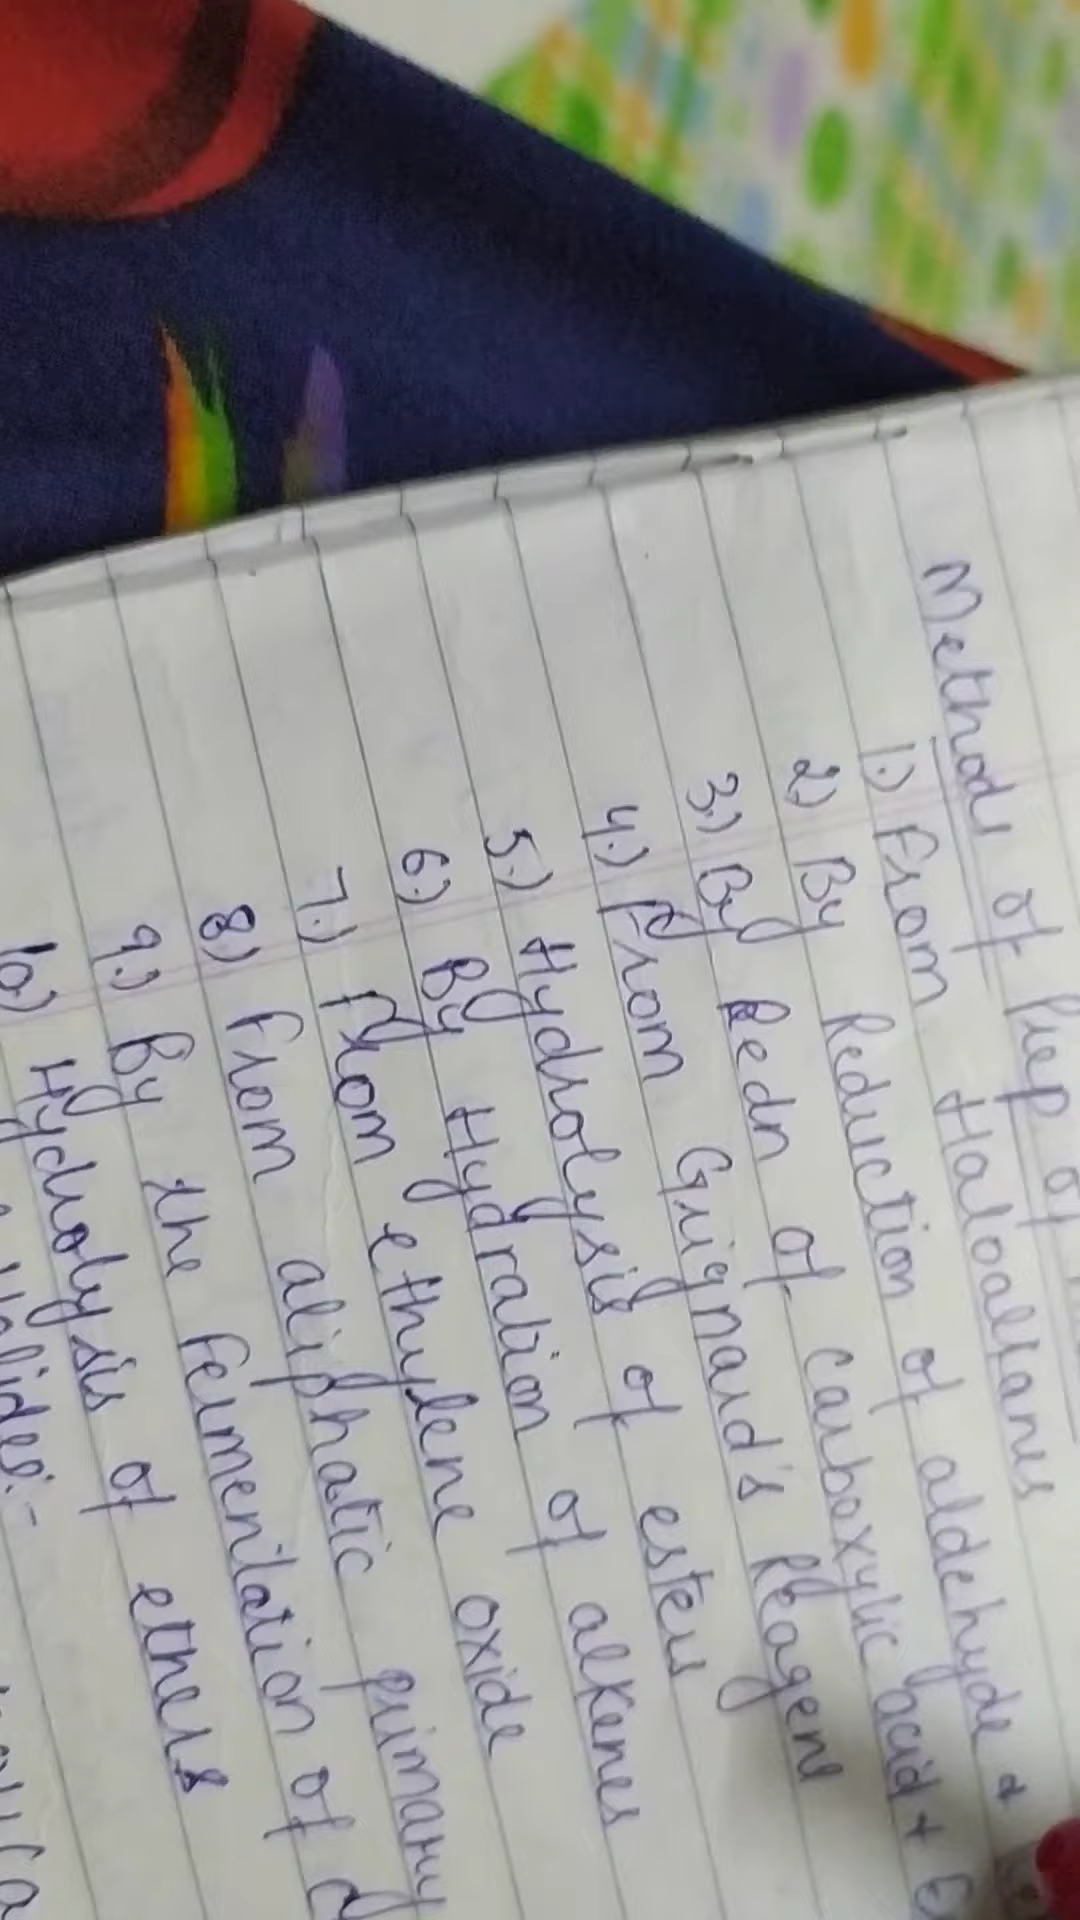 Methods of Prep of
1.) From Haloalkanes
2.) By Reduction of aldehyde &
3.) By Redn of carboxylic acid +
4.) From Grignard's Reagent
5.) Hydrolysis of esters
6.) By Hydration of alkenes
7.) From ethylene oxide
8.) From aliphatic primary
9.) By the Fermentation of
10.) Hydrolysis of ethers